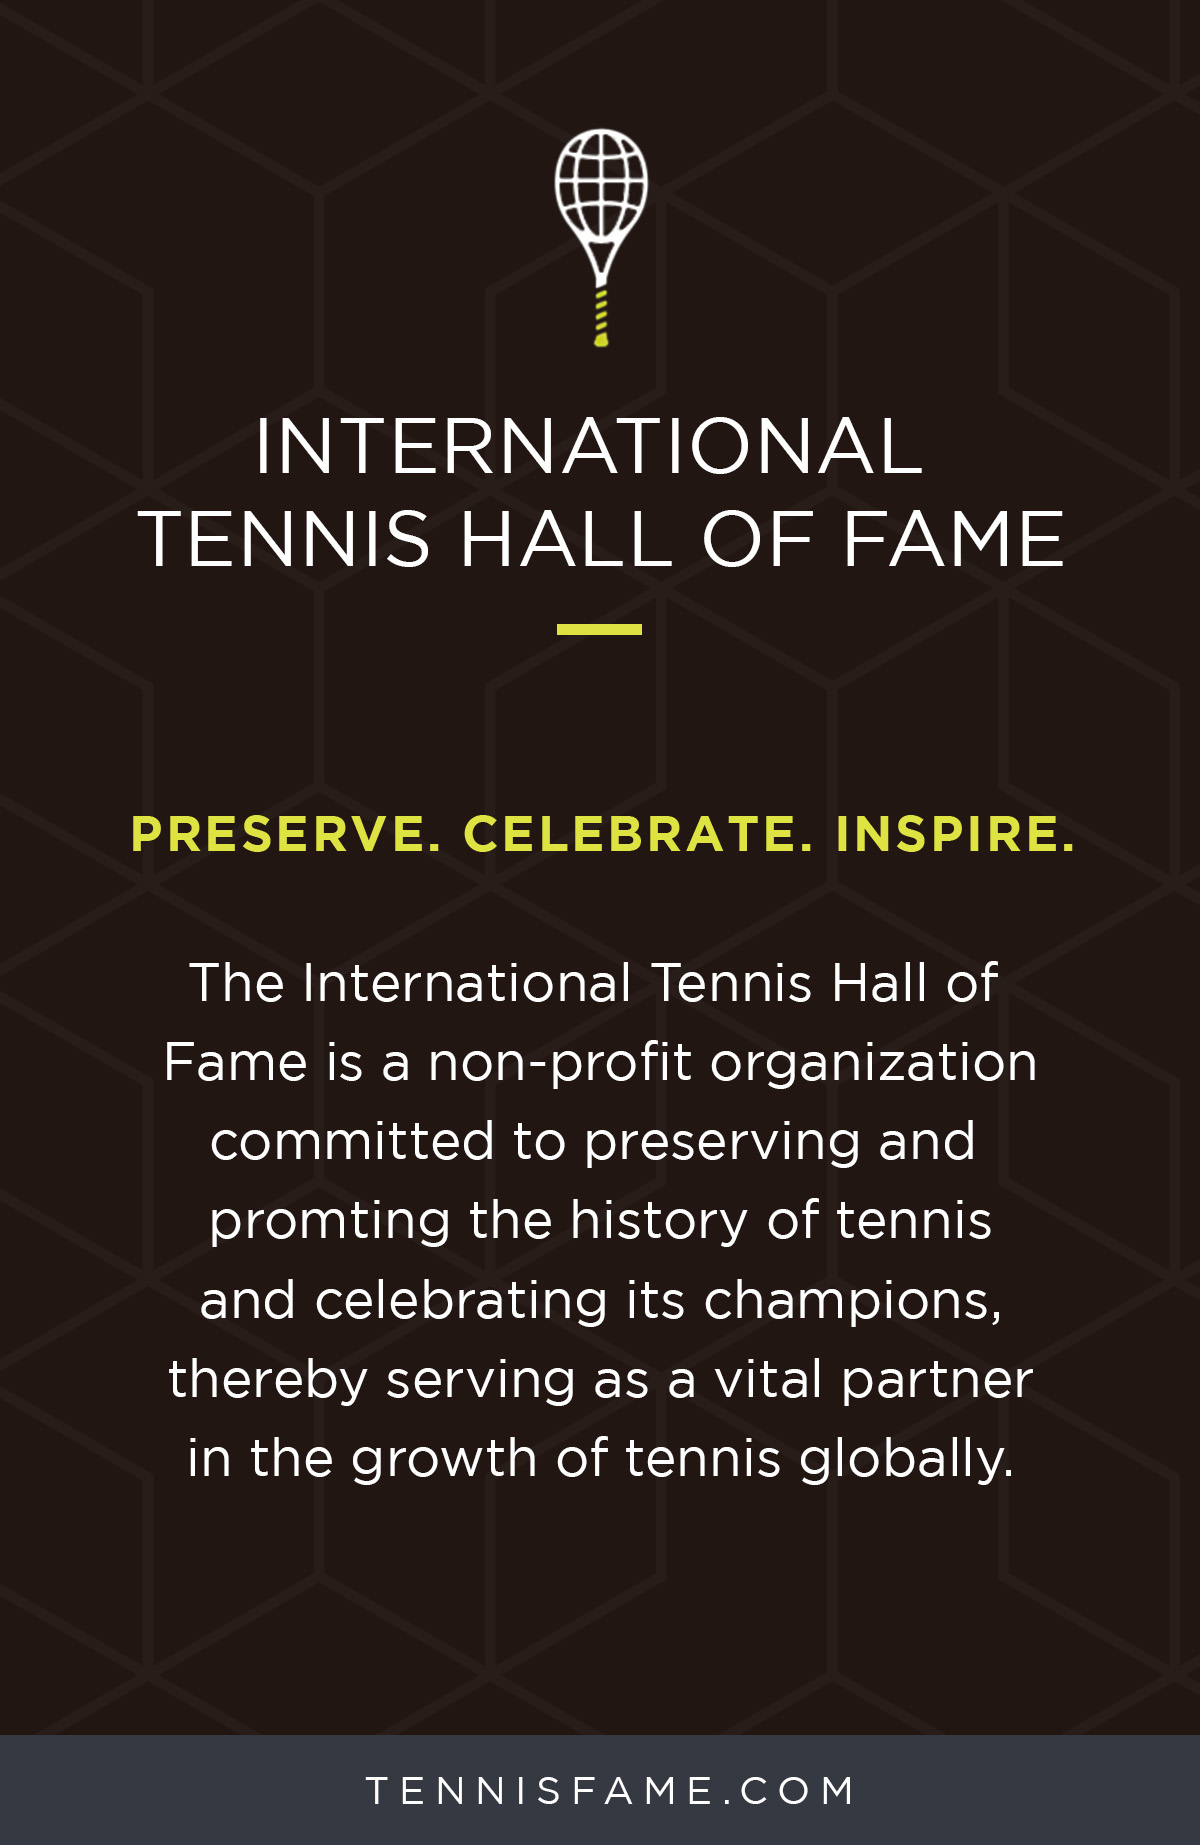 INTERNATIONAL
TENNIS HALL OF FAME
PRESERVE. CELEBRATE. INSPIRE.
The International Tennis Hall of
Fame is a non-profit organization
committed to preserving and
promting the history of tennis
and celebrating its champions,
thereby serving as a vital partner
in the growth of tennis globally.
TENNISFAME.COM